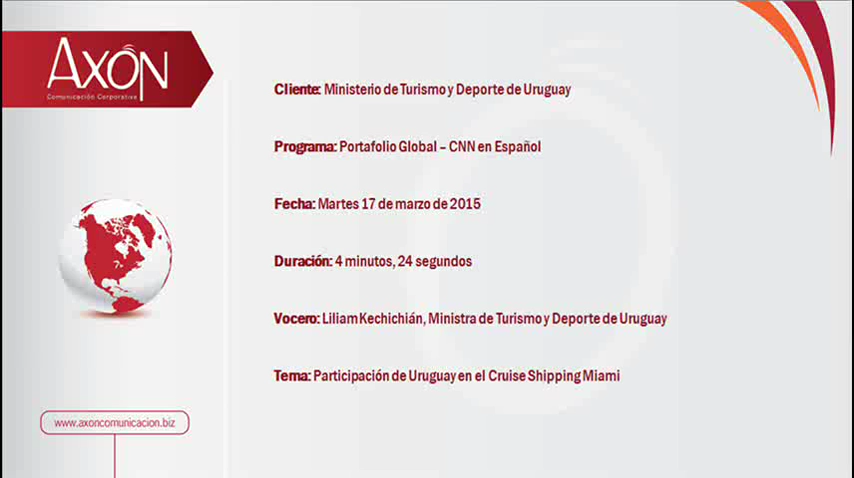 AXÓN
Comunicación Corporativa
Cliente: Ministerio de Turismo y Deporte de Uruguay
Programa: Portafolio Global – CNN en Español
Fecha: Martes 17 de marzo de 2015
Duración: 4 minutos, 24 segundos
Vocero: Liliam Kechichián, Ministra de Turismo y Deporte de Uruguay
Tema: Participación de Uruguay en el Cruise Shipping Miami
www.axoncomunicacion.biz